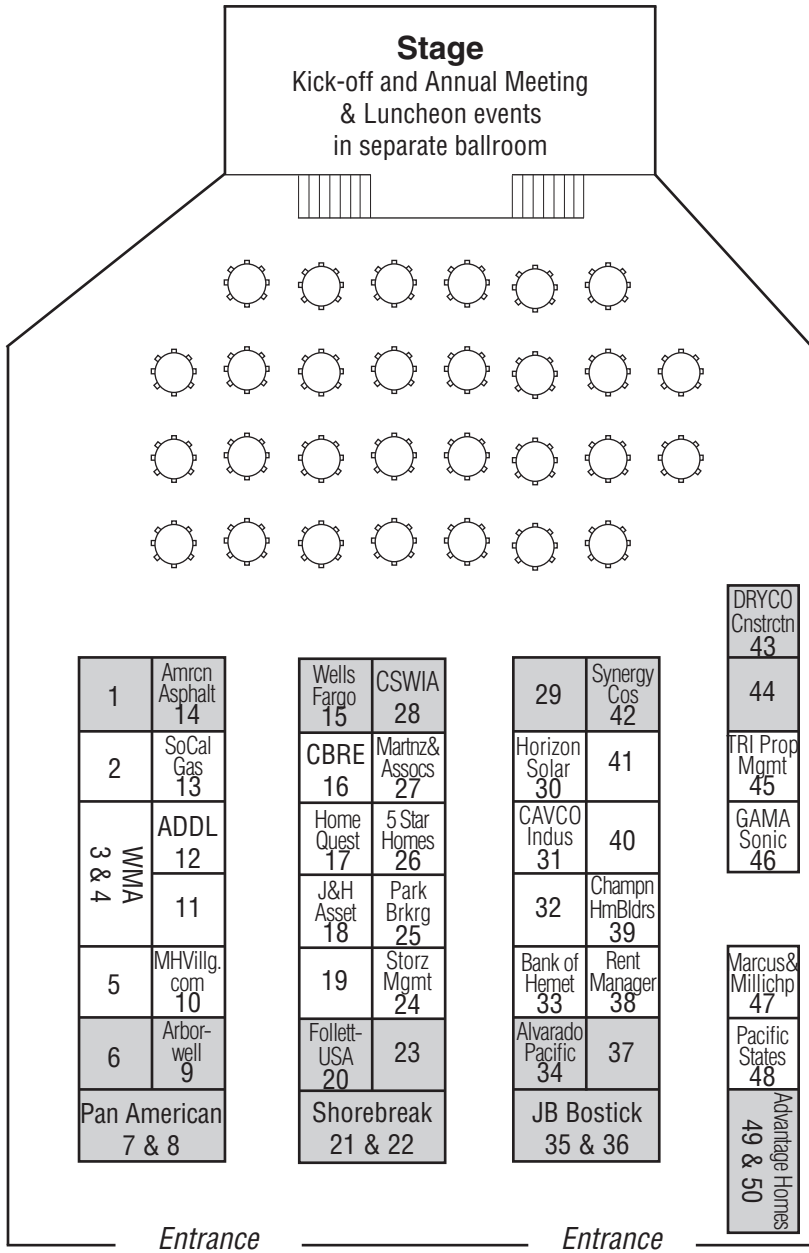 Stage
Kick-off and Annual Meeting
& Luncheon events
in separate ballroom
1
Amrcn
Asphalt
14
2
SoCal
Gas
13
WMA
3 & 4
ADDL
12
11
5
MHVillg.
com
10
6
Arbor-
well
9
Pan American
7 & 8
Wells
Fargo
15
CSWIA
28
CBRE
16
Martnz&
Assocs
27
Home
Quest
17
5 Star
Homes
26
J&H
Asset
18
Park
Brkrg
25
19
Storz
Mgmt
24
Follett-
USA
20
23
Shorebreak
21 & 22
29
Synergy
Cos
42
Horizon
Solar
30
41
CAVCO
Indus
31
40
32
Champn
HmBldrs
39
Bank of
Hemet
33
Rent
Manager
38
Alvarado
Pacific
34
37
JB Bostick
35 & 36
DRYCO
Cnstrctn
43
44
TRI Prop
Mgmt
45
GAMA
Sonic
46
Marcus&
Millichp
47
Pacific
States
48
Advantage Homes
49 & 50
Entrance
Entrance